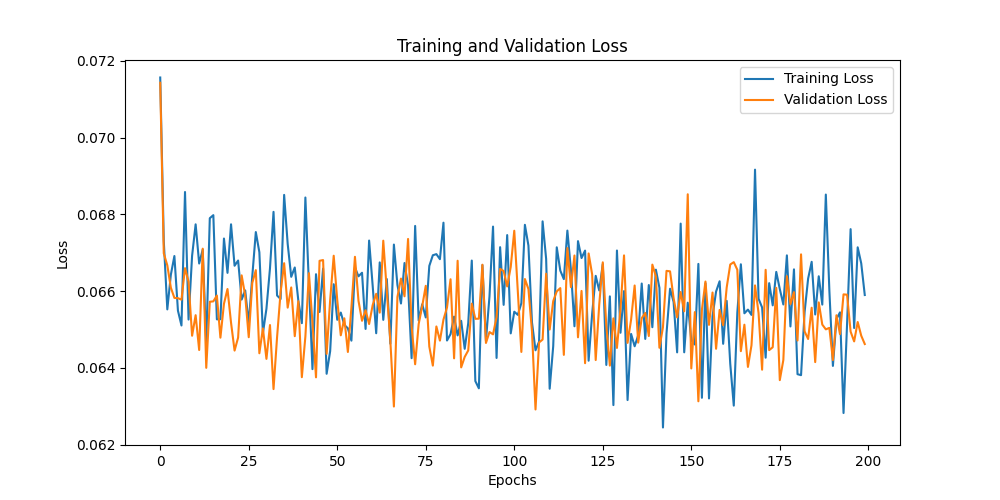 Training and Validation Loss
Training Loss
Validation Loss
Loss
0.072
0.070
0.068
0.066
0.064
0.062
0 25 50 75 100 125 150 175 200
Epochs